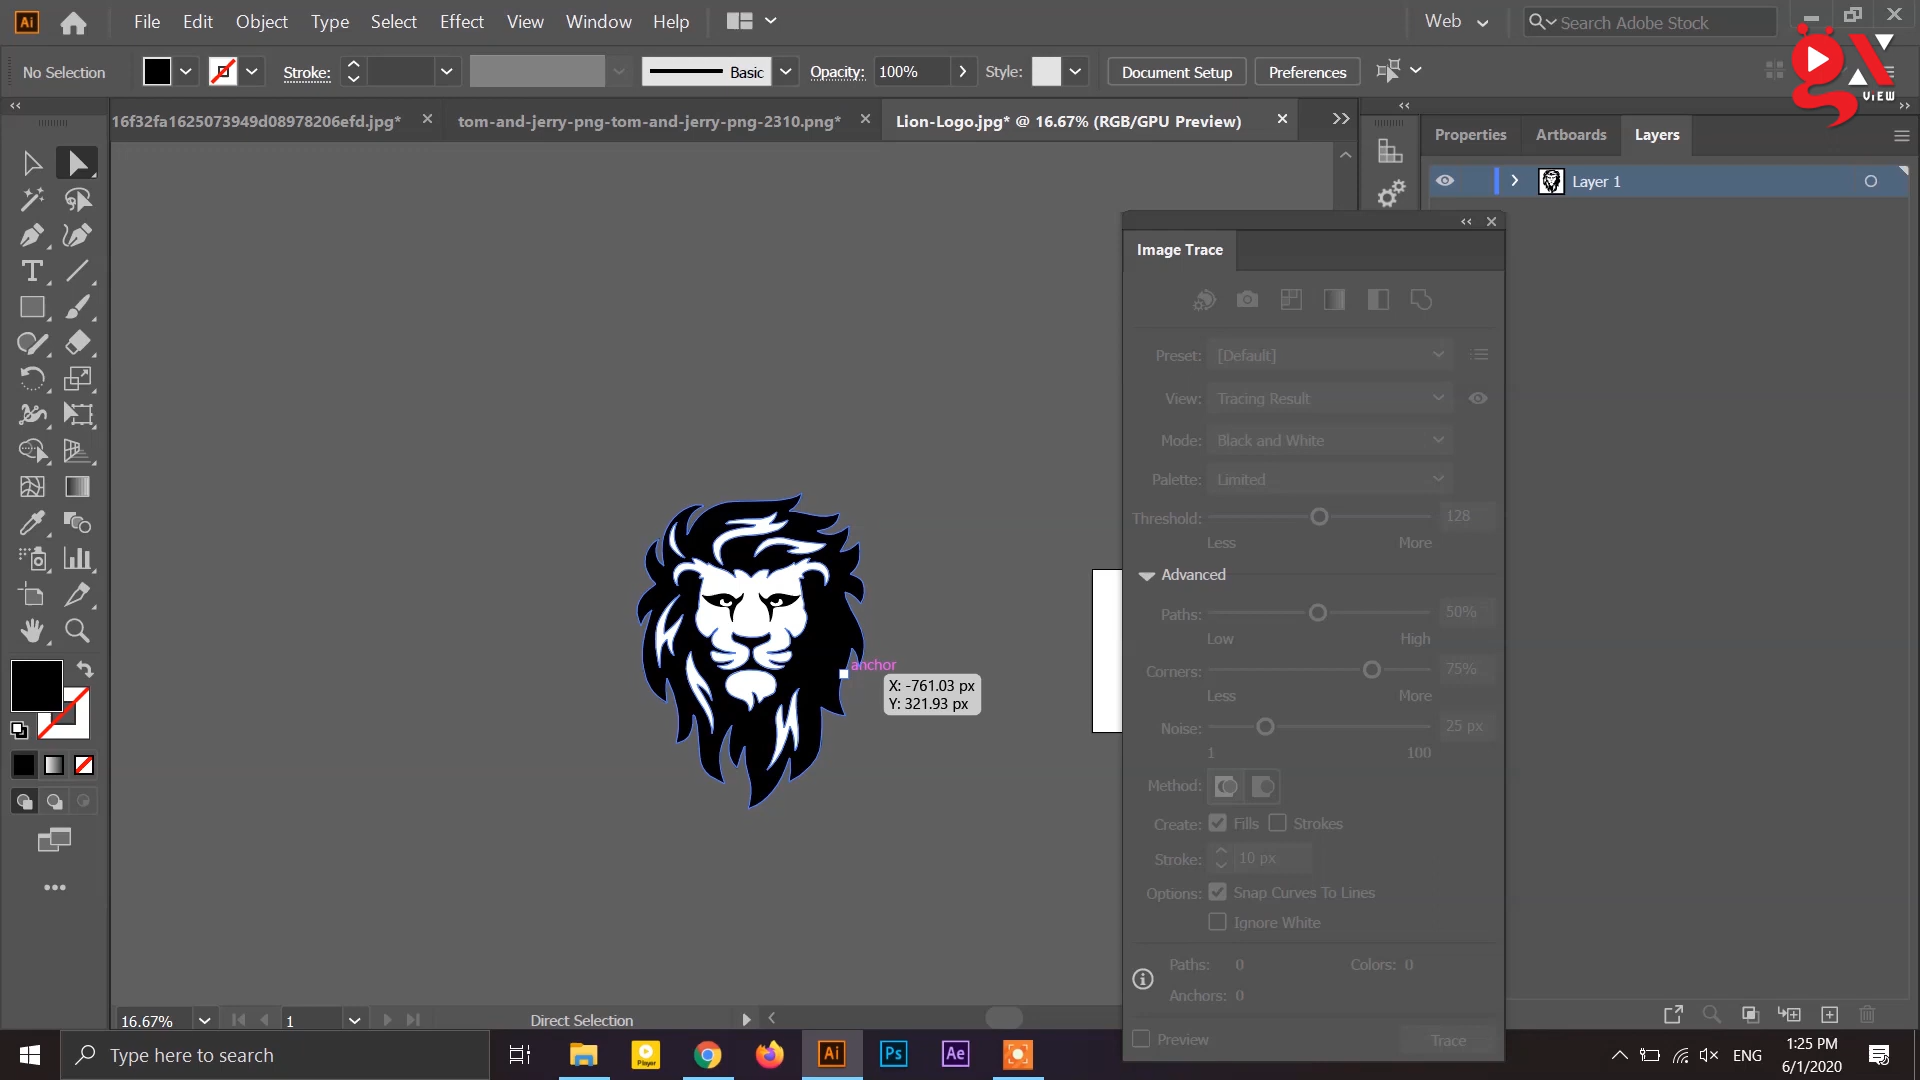 Ai File Edit Object Type Select Effect View Window Help Web Search Adobe Stock
No Selection Stroke: Basic Opacity: 100% Style: Document Setup Preferences
gX VIEW
16f32fa1625073949d08978206efd.jpg* tom-and-jerry-png-tom-and-jerry-png-2310.png* Lion-Logo.jpg* @ 16.67% (RGB/GPU Preview)
Properties Artboards Layers
Layer 1
Image Trace
Preset: [Default]
View: Tracing Result
Mode: Black and White
Palette: Limited
Threshold: 128
Less More
Advanced
Paths: 50%
Low High
Corners: 75%
Less More
Noise: 25 px
1 100
Method:
Create: Fills Strokes
Stroke: 10 px
Options: Snap Curves To Lines
Ignore White
Paths: 0 Colors: 0
Anchors: 0
Preview Trace
anchor
X: -761.03 px
Y: 321.93 px
16.67% 1 Direct Selection
Type here to search
Player
Ai Ps Ae
ENG
1:25 PM
6/1/2020